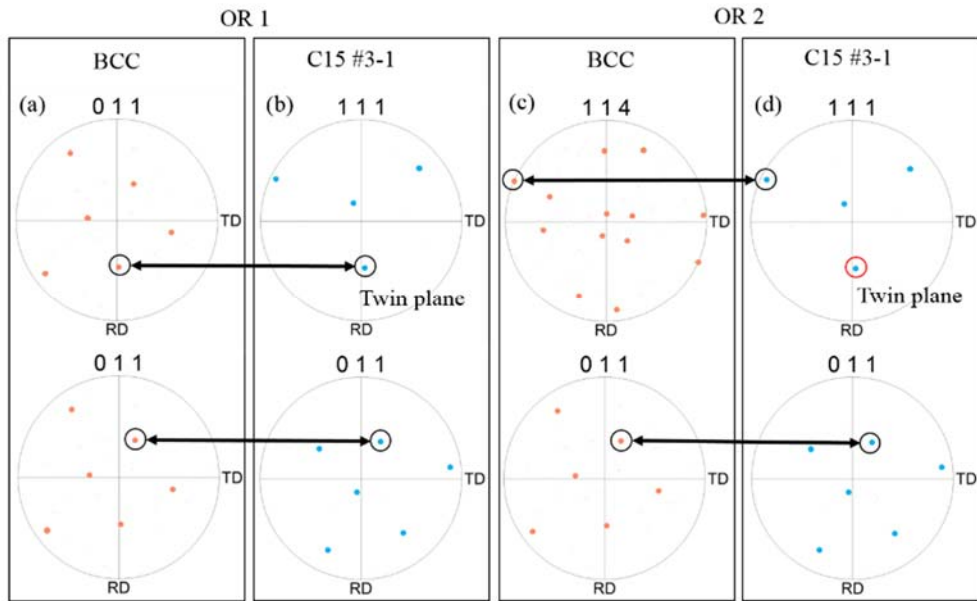 OR 1
OR 2
BCC
C15 #3-1
BCC
C15 #3-1
(a)
0 1 1
(b)
1 1 1
(c)
1 1 4
(d)
1 1 1
TD
TD
TD
TD
Twin plane
Twin plane
RD
RD
RD
RD
0 1 1
0 1 1
0 1 1
0 1 1
TD
TD
TD
TD
RD
RD
RD
RD